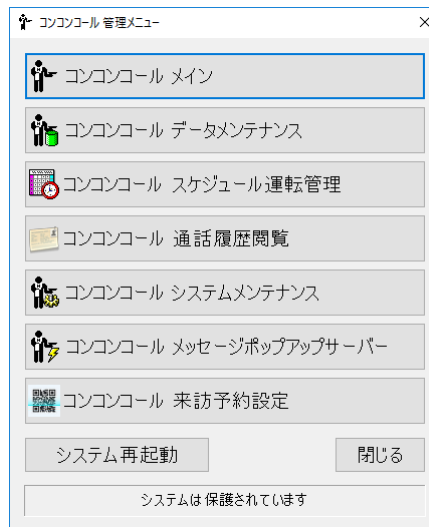 コンコンコール 管理メニュー
コンコンコール メイン
コンコンコール データメンテナンス
コンコンコール スケジュール運転管理
コンコンコール 通話履歴閲覧
コンコンコール システムメンテナンス
コンコンコール メッセージポップアップサーバー
コンコンコール 来訪予約設定
システム再起動 閉じる
システムは保護されています